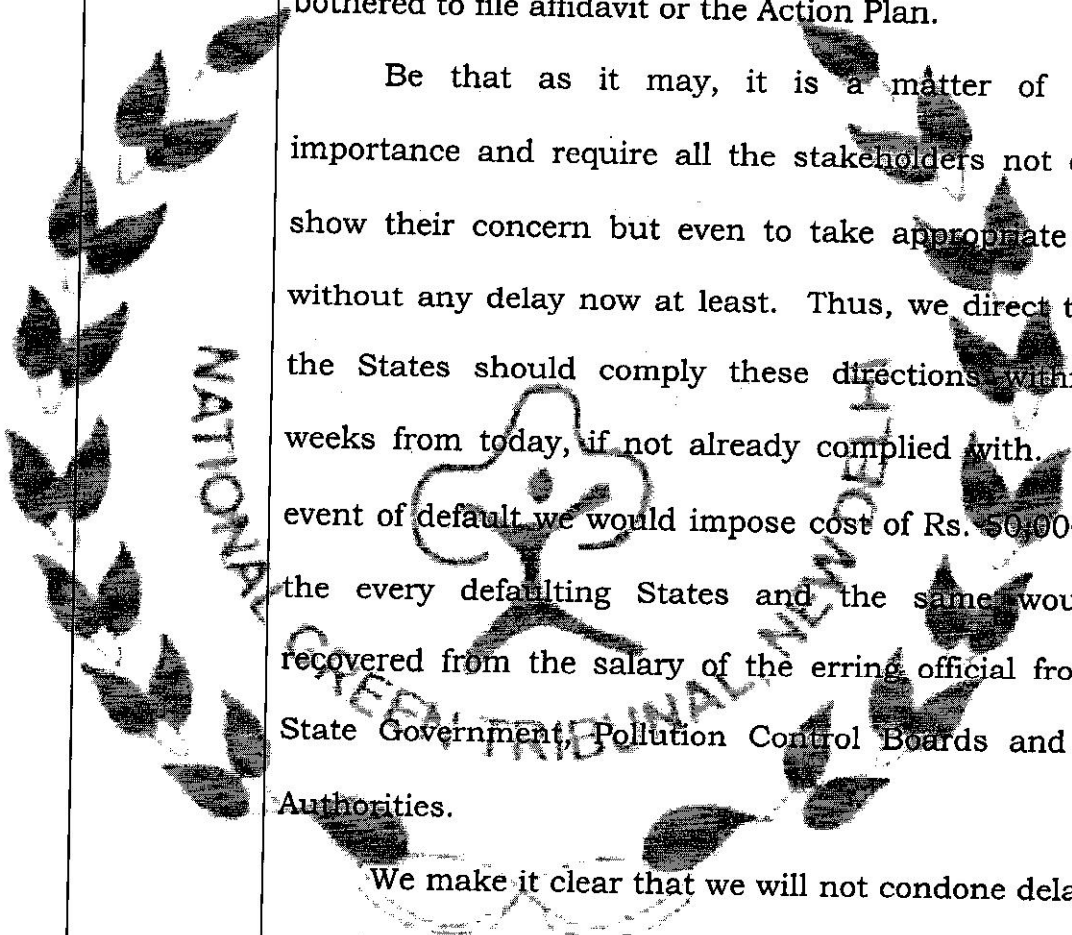 bothered to file affidavit or the Action Plan.
Be that as it may, it is a matter of
importance and require all the stakeholders not
show their concern but even to take appropriate
without any delay now at least. Thus, we direct
the States should comply these directions
weeks from today, if not already complied with.
event of default we would impose cost of Rs.
the every defaulting States and the same
recovered from the salary of the erring official
State Government, Pollution Control Boards and
Authorities.
We make it clear that we will not condone
NATIONAL GREEN TRIBUNAL, NEW DELHI